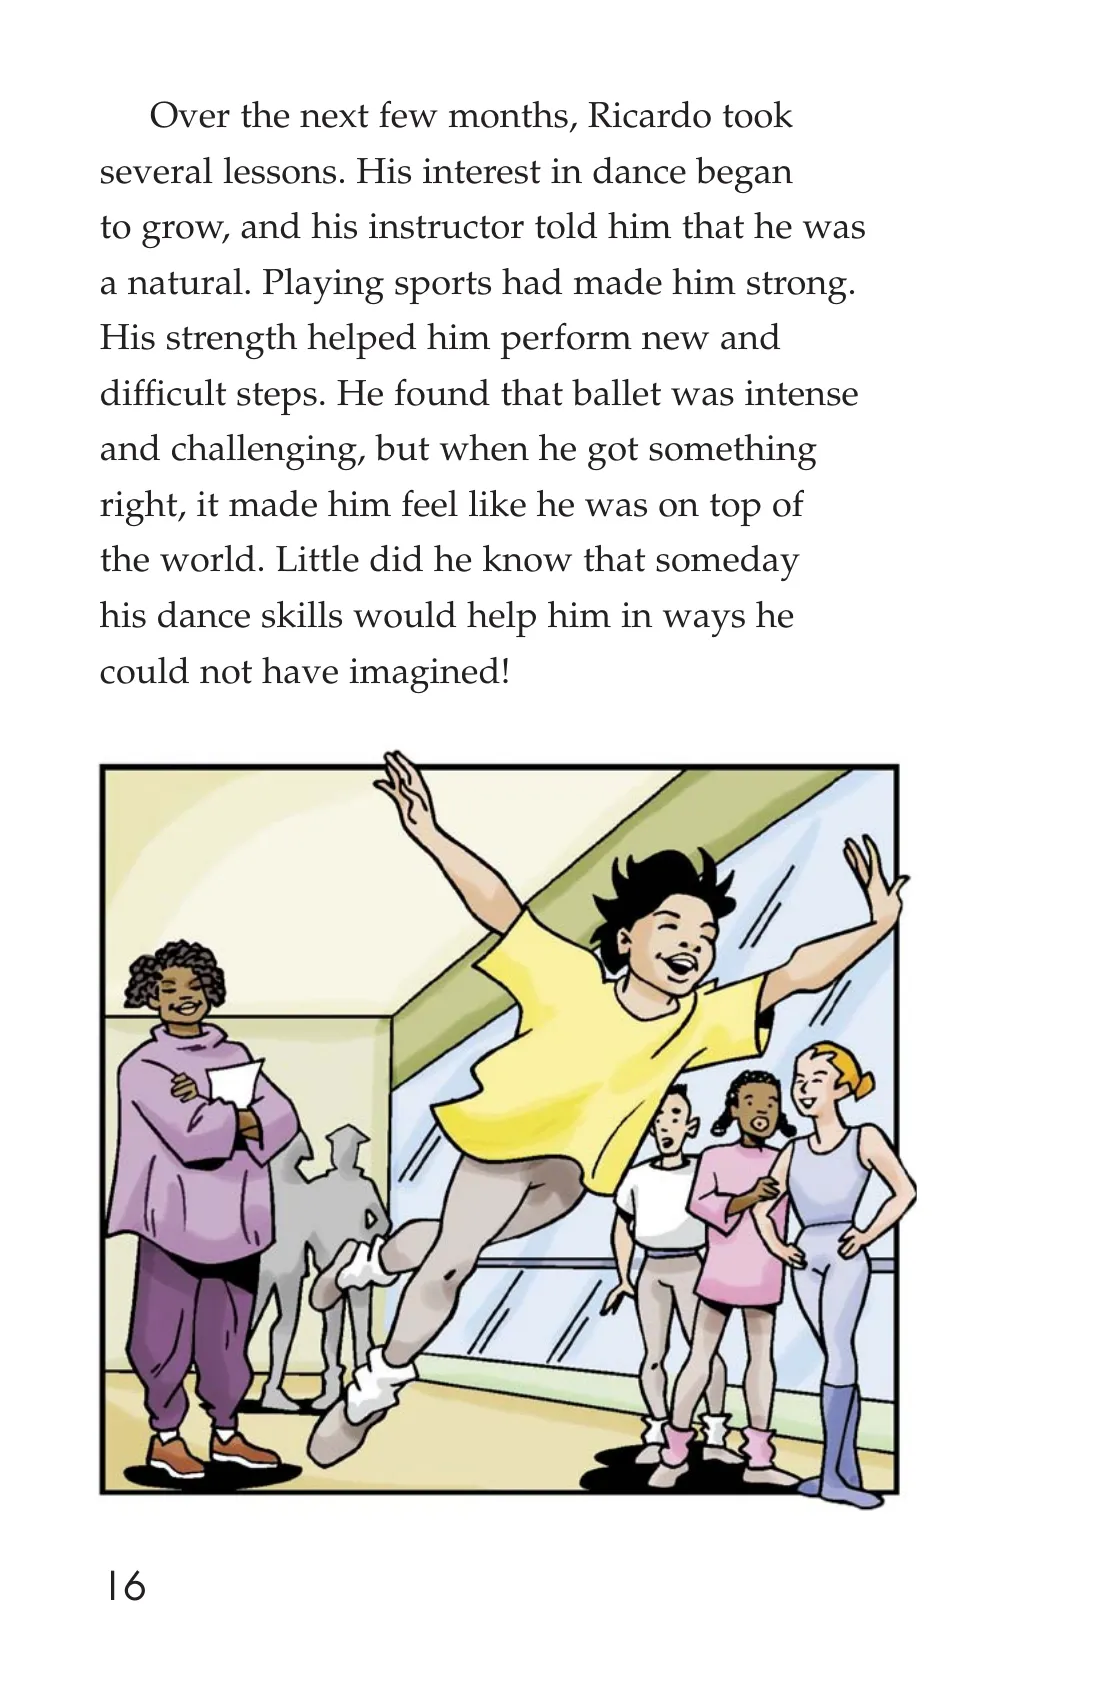 Over the next few months, Ricardo took
several lessons. His interest in dance began
to grow, and his instructor told him that he was
a natural. Playing sports had made him strong.
His strength helped him perform new and
difficult steps. He found that ballet was intense
and challenging, but when he got something
right, it made him feel like he was on top of
the world. Little did he know that someday
his dance skills would help him in ways he
could not have imagined!
16